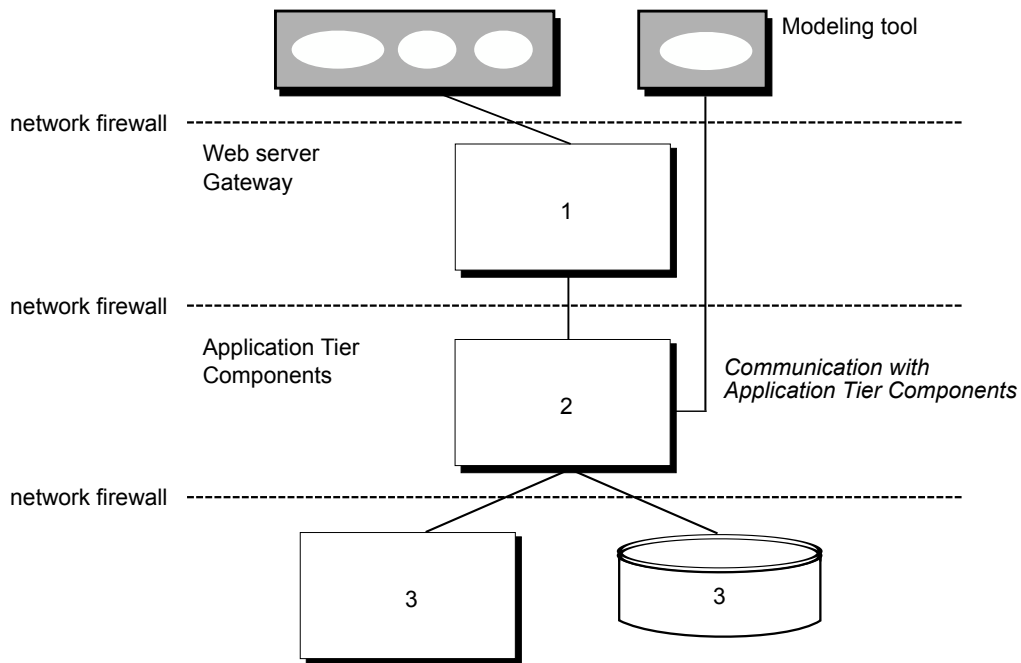 Modeling tool
network firewall
Web server
Gateway
1
network firewall
Application Tier
Components
2
Communication with
Application Tier Components
network firewall
3
3